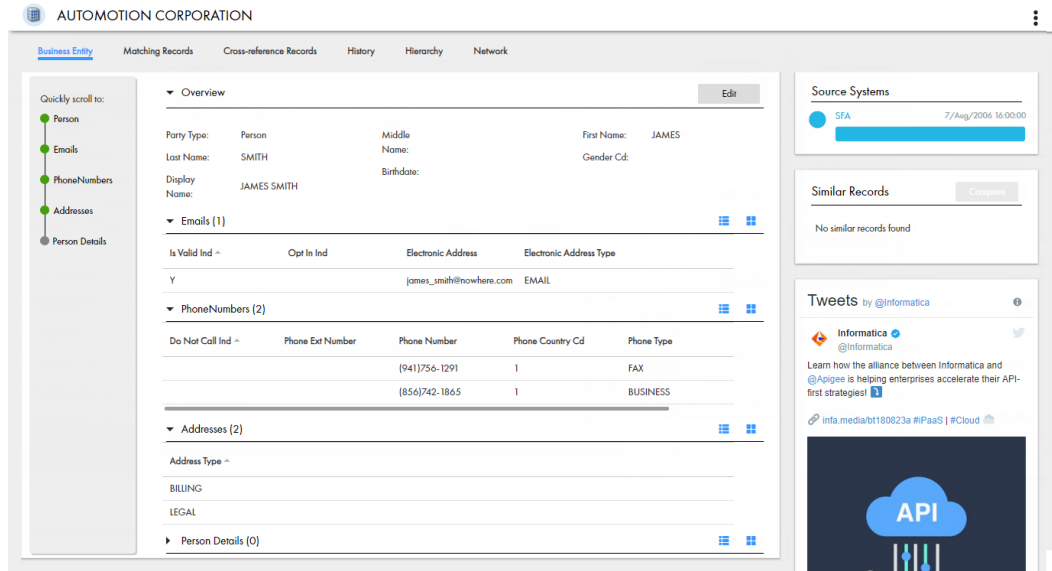 AUTOMOTION CORPORATION
Business Entity Matching Records Cross-reference Records History Hierarchy Network
Quickly scroll to:
Person
Emails
PhoneNumbers
Addresses
Person Details
Overview Edit
Party Type: Person Middle Name: First Name: JAMES
Last Name: SMITH Birthdate: Gender Cd:
Display Name: JAMES SMITH
Emails (1)
Is Valid Ind Opt In Ind Electronic Address Electronic Address Type
Y james_smith@nowhere.com EMAIL
PhoneNumbers (2)
Do Not Call Ind Phone Ext Number Phone Number Phone Country Cd Phone Type
(941)756-1291 1 FAX
(856)742-1865 1 BUSINESS
Addresses (2)
Address Type
BILLING
LEGAL
Person Details (0)
Source Systems
SFA 7/Aug/2006 16:00:00
Similar Records Compare
No similar records found
Tweets by @Informatica
Informatica
@Informatica
Learn how the alliance between Informatica and
@Apigee is helping enterprises accelerate their API-
first strategies!
infa.media/bt180823a #iPaaS | #Cloud
API